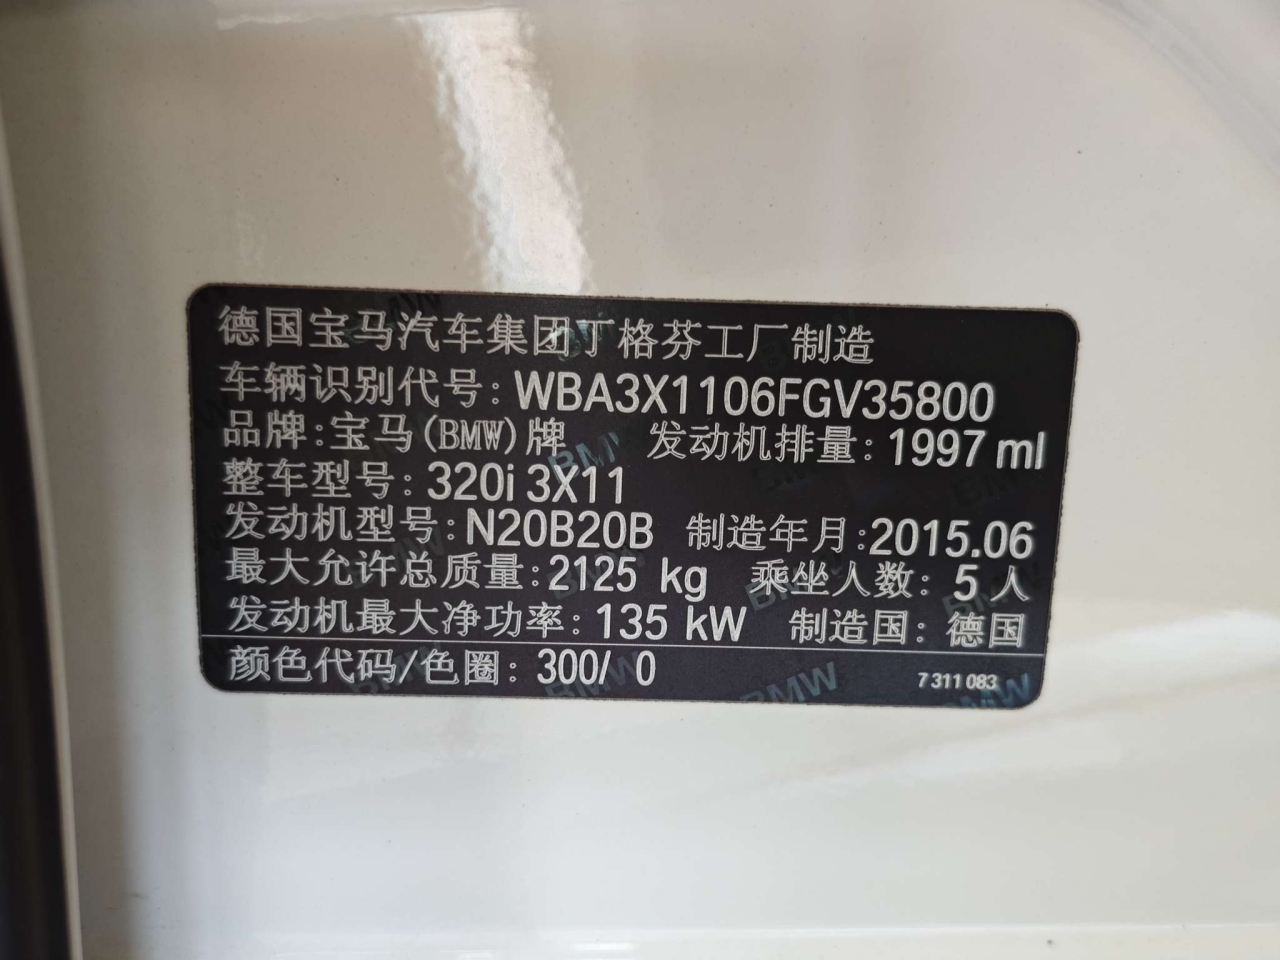 德国宝马汽车集团丁格芬工厂制造
车辆识别代号: WBA3X1106FGV35800
品牌:宝马(BMW)牌 发动机排量: 1997 ml
整车型号: 320i 3X11
发动机型号: N20B20B 制造年月:2015.06
最大允许总质量:2125 kg 乘坐人数: 5 人
发动机最大净功率: 135 kW 制造国: 德国
颜色代码/色圈: 300/ 0 7 311 083